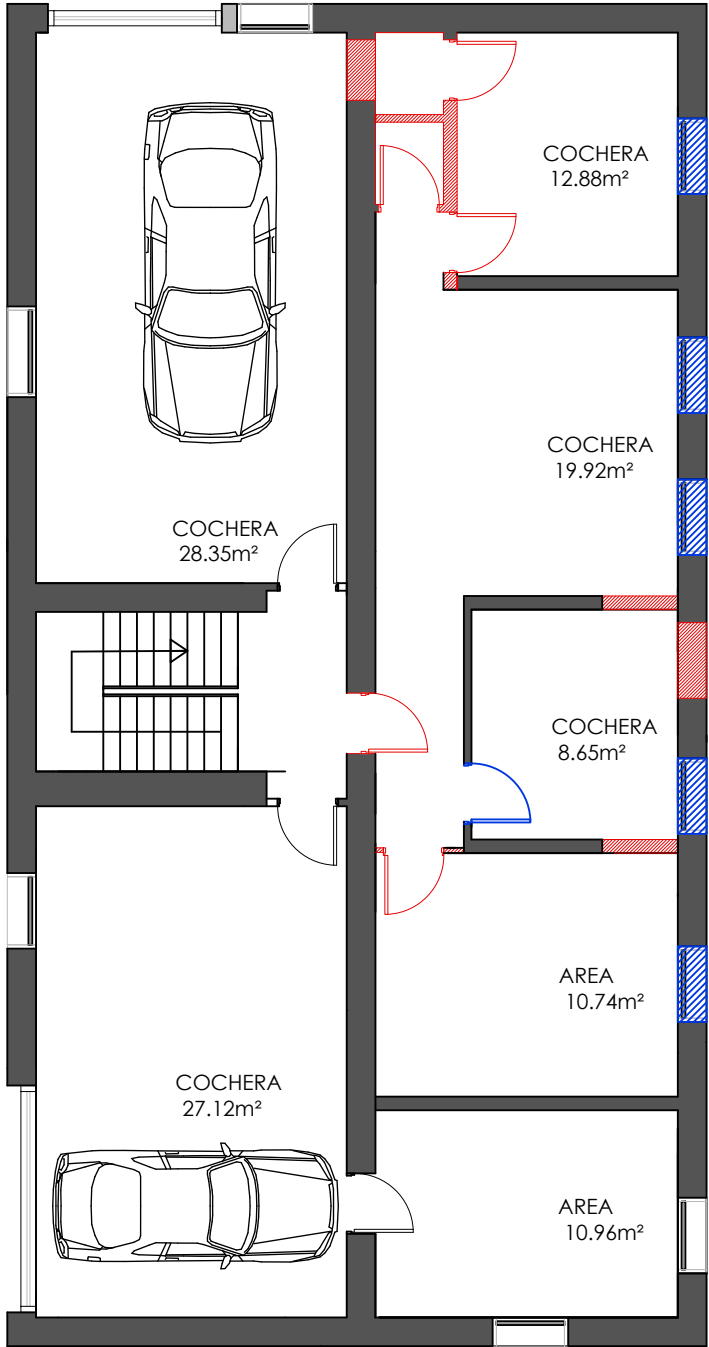 COCHERA
12.88m²
COCHERA
19.92m²
COCHERA
28.35m²
COCHERA
8.65m²
AREA
10.74m²
COCHERA
27.12m²
AREA
10.96m²